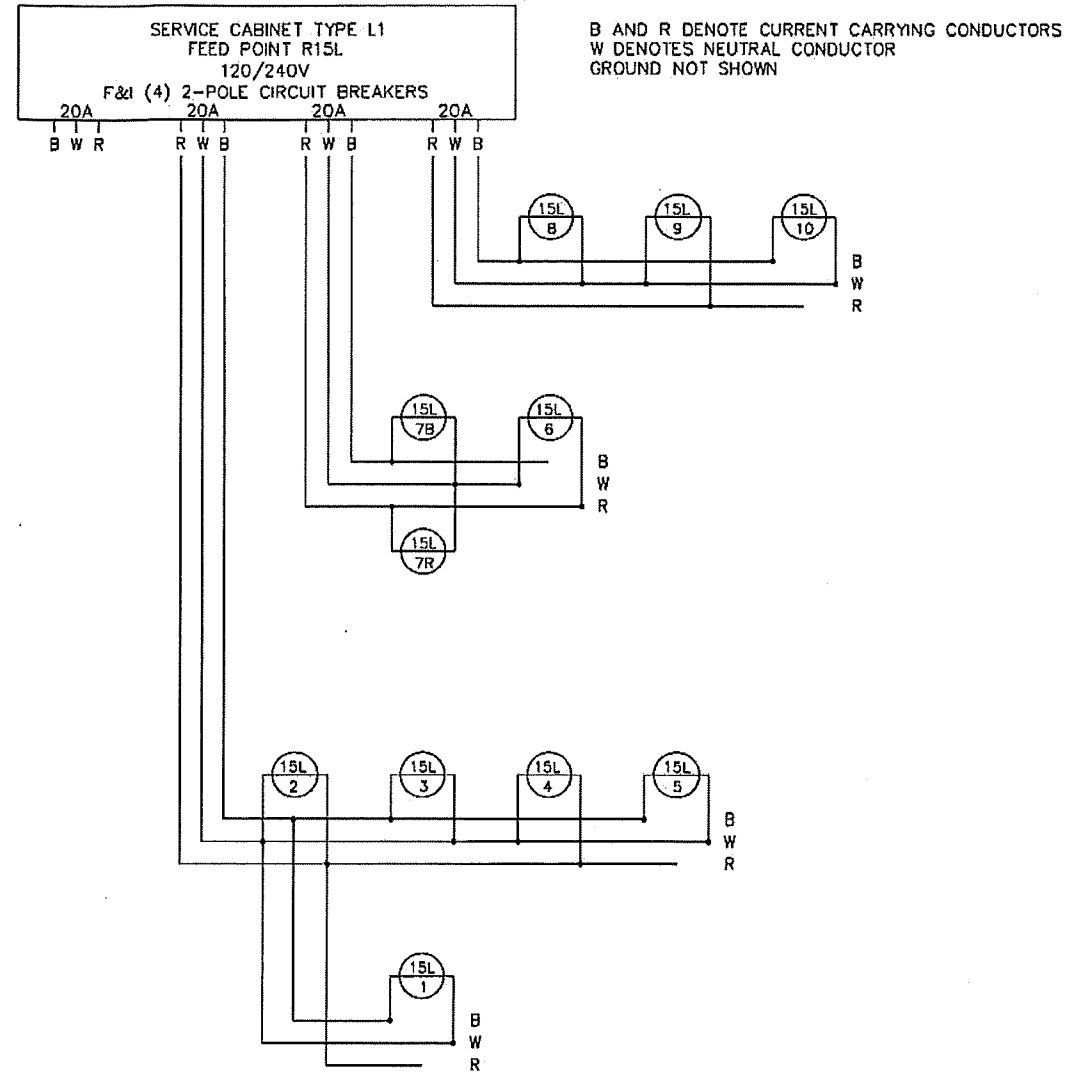 SERVICE CABINET TYPE L1
FEED POINT R15L
120/240V
F&I (4) 2-POLE CIRCUIT BREAKERS
20A 20A 20A 20A
B W R R W B R W B R W B
B AND R DENOTE CURRENT CARRYING CONDUCTORS
W DENOTES NEUTRAL CONDUCTOR
GROUND NOT SHOWN
15L 15L 15L
8 9 10
B
W
R
15L 15L
7B 6
B
W
R
15L
7R
15L 15L 15L 15L
2 3 4 5
B
W
R
15L
1
B
W
R